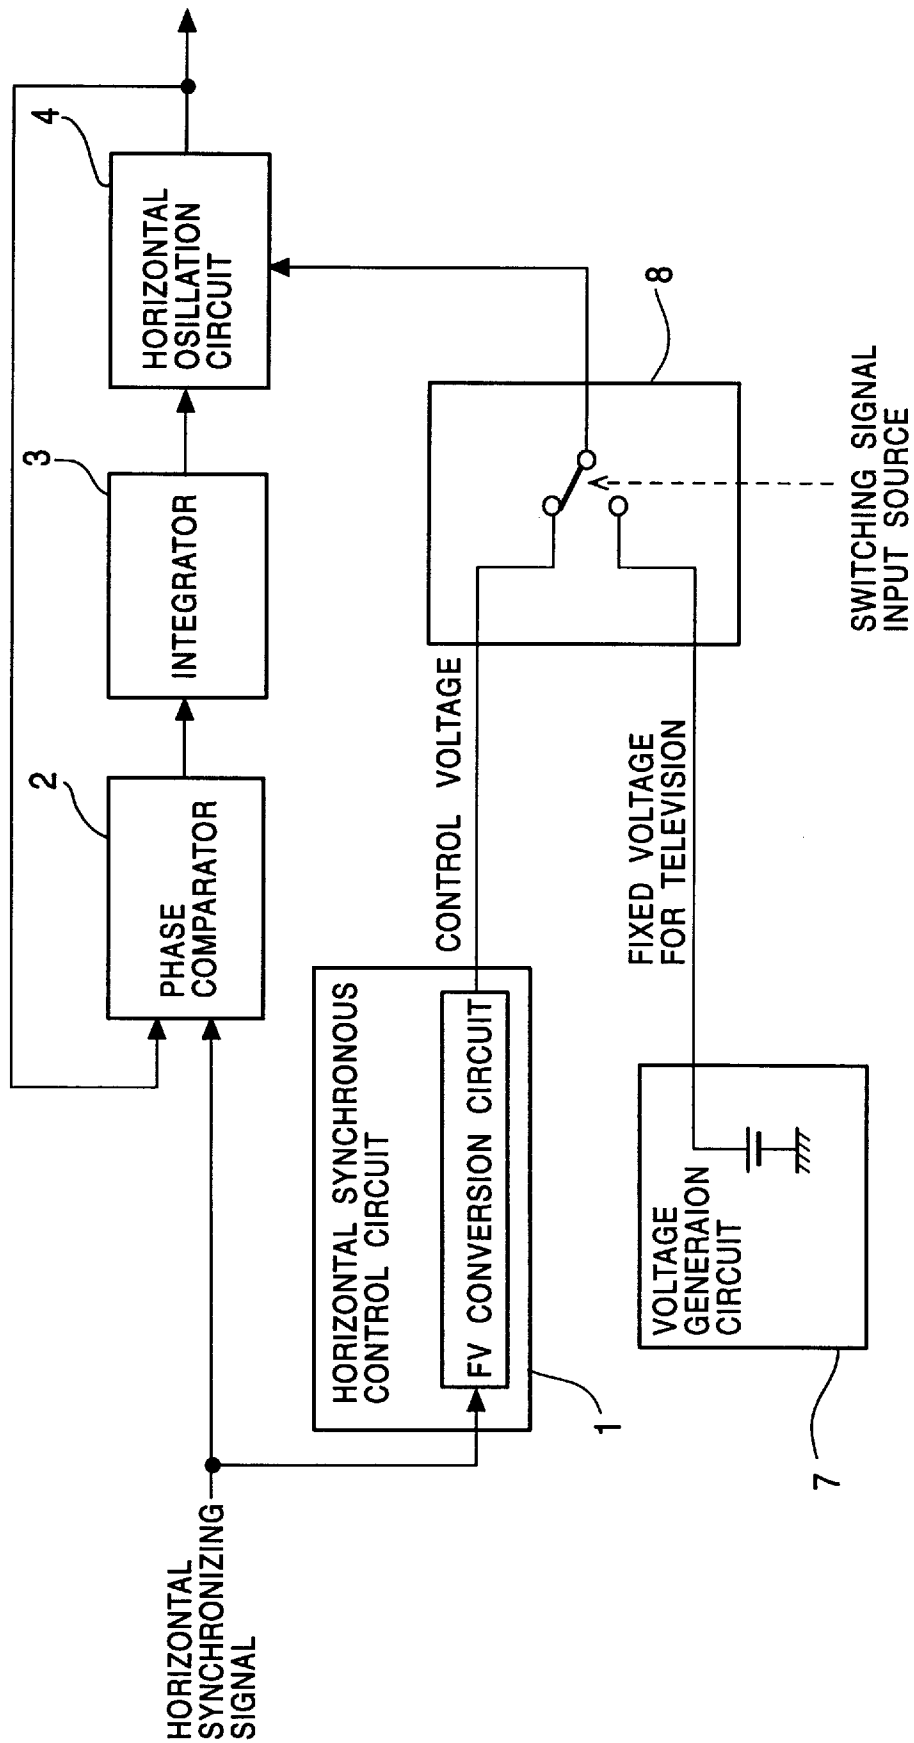 HORIZONTAL
SYNCHRONIZING
SIGNAL
PHASE
COMPARATOR
2
INTEGRATOR
3
HORIZONTAL
OSILLATION
CIRCUIT
4
HORIZONTAL SYNCHRONOUS
CONTROL CIRCUIT
FV CONVERSION CIRCUIT
1
CONTROL VOLTAGE
8
FIXED VOLTAGE
FOR TELEVISION
VOLTAGE
GENERAION
CIRCUIT
7
SWITCHING SIGNAL
INPUT SOURCE